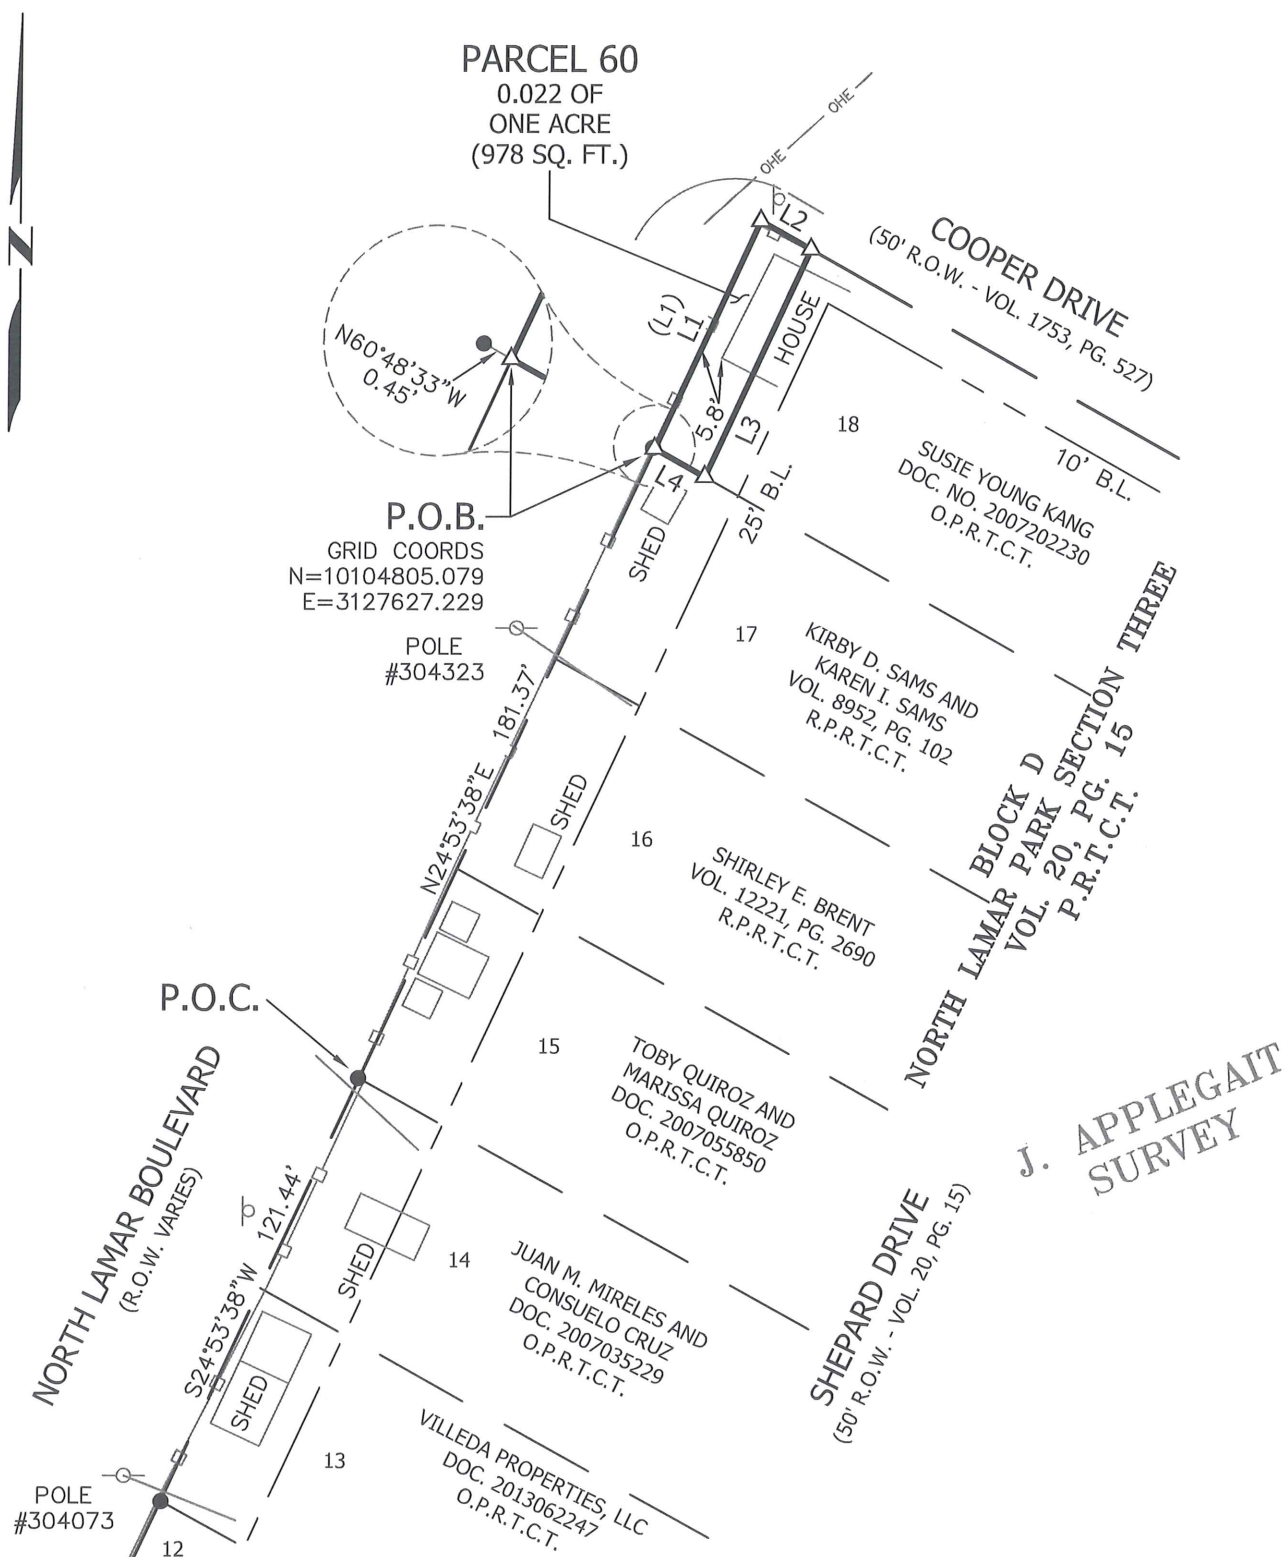 PARCEL 60
0.022 OF
ONE ACRE
(978 SQ. FT.)
OHE
OHE
N
L2
COOPER DRIVE
(50' R.O.W. - VOL. 1753, PG. 527)
(L1)
L1
HOUSE
N60°48'33"W
0.45'
5.8'
L3
18
10' B.L.
SUSIE YOUNG KANG
DOC. NO. 2007202230
O.P.R.T.C.T.
L4
25' B.L.
P.O.B.
GRID COORDS
N=10104805.079
E=3127627.229
SHED
POLE
#304323
17
KIRBY D. SAMS AND
KAREN I. SAMS
VOL. 8952, PG. 102
R.P.R.T.C.T.
181.37'
N24°53'38"E
SHED
16
SHIRLEY E. BRENT
VOL. 12221, PG. 2690
R.P.R.T.C.T.
BLOCK D
NORTH LAMAR PARK SECTION THREE
VOL. 20, PG. 15
P.R.T.C.T.
P.O.C.
15
TOBY QUIROZ AND
MARISSA QUIROZ
DOC. 2007055850
O.P.R.T.C.T.
J. APPLEGAIT
SURVEY
NORTH LAMAR BOULEVARD
(R.O.W. VARIES)
121.44'
S24°53'38"W
SHED
14
JUAN M. MIRELES AND
CONSUELO CRUZ
DOC. 2007035229
O.P.R.T.C.T.
SHEPARD DRIVE
(50' R.O.W. - VOL. 20, PG. 15)
SHED
13
VILLEDA PROPERTIES, LLC
DOC. 2013062247
O.P.R.T.C.T.
POLE
#304073
12